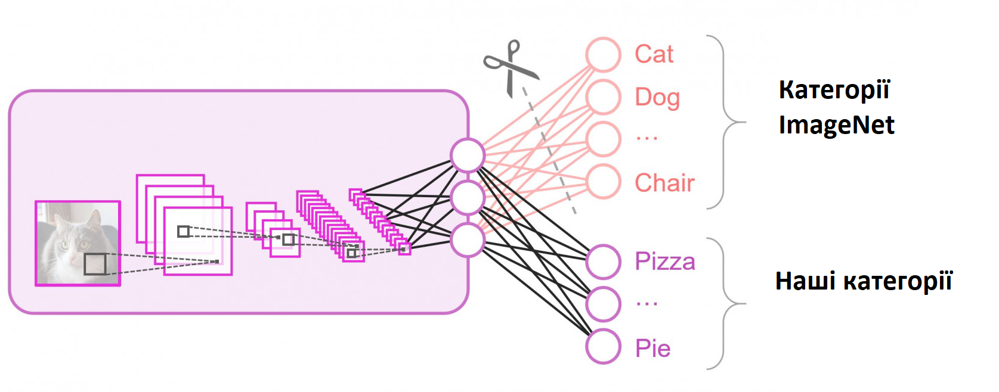 Cat
Dog
...
Chair
Категорії
ImageNet
Pizza
...
Pie
Наші категорії